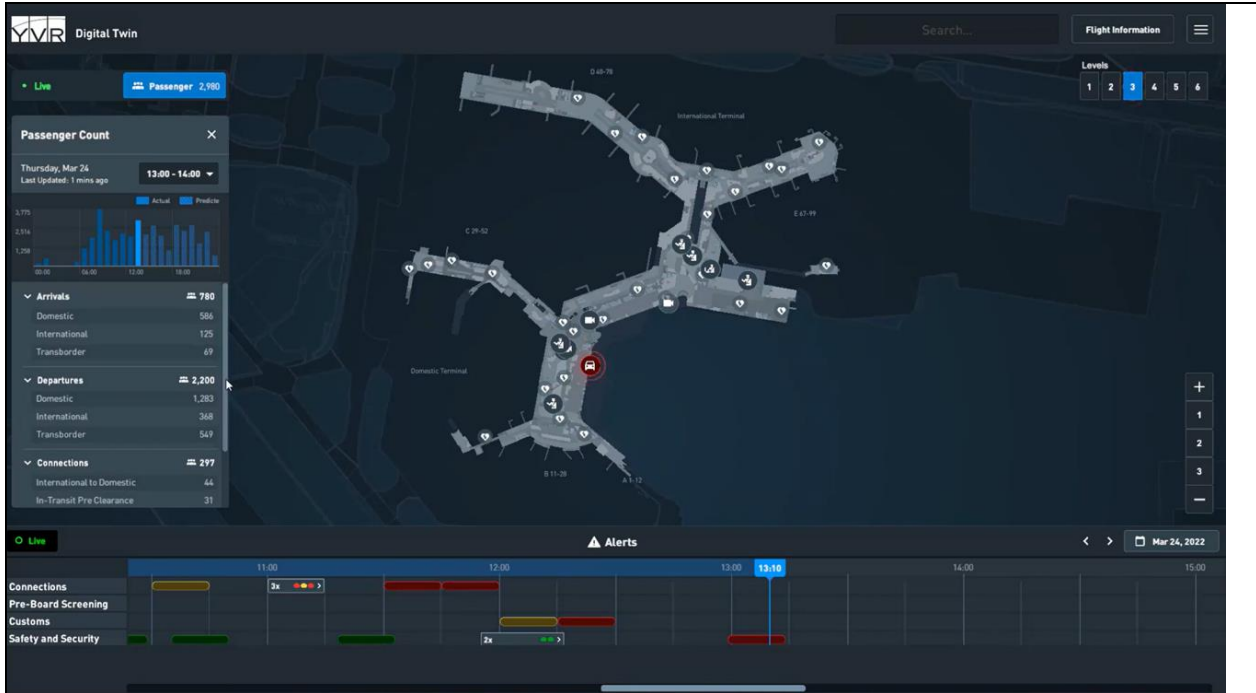 YVR Digital Twin
Search...
Flight Information
Live
Passenger 2,980
Levels
1 2 3 4 5 6
Passenger Count
Thursday, Mar 24
Last Updated: 1 mins ago
13:00 - 14:00
Actual Predicte
3,775
2,516
1,258
00:00 06:00 12:00 18:00
Arrivals 780
Domestic 586
International 125
Transborder 69
Departures 2,200
Domestic 1,283
International 368
Transborder 549
Connections 297
International to Domestic 44
In-Transit Pre Clearance 31
D 48-78
International Terminal
E 67-99
C 29-52
Domestic Terminal
B 11-28
A 1-12
+
1
2
3
−
Live
Alerts
< > Mar 24, 2022
11:00 12:00 13:00 13:10 14:00 15:00
Connections 3x
Pre-Board Screening
Customs
Safety and Security 2x